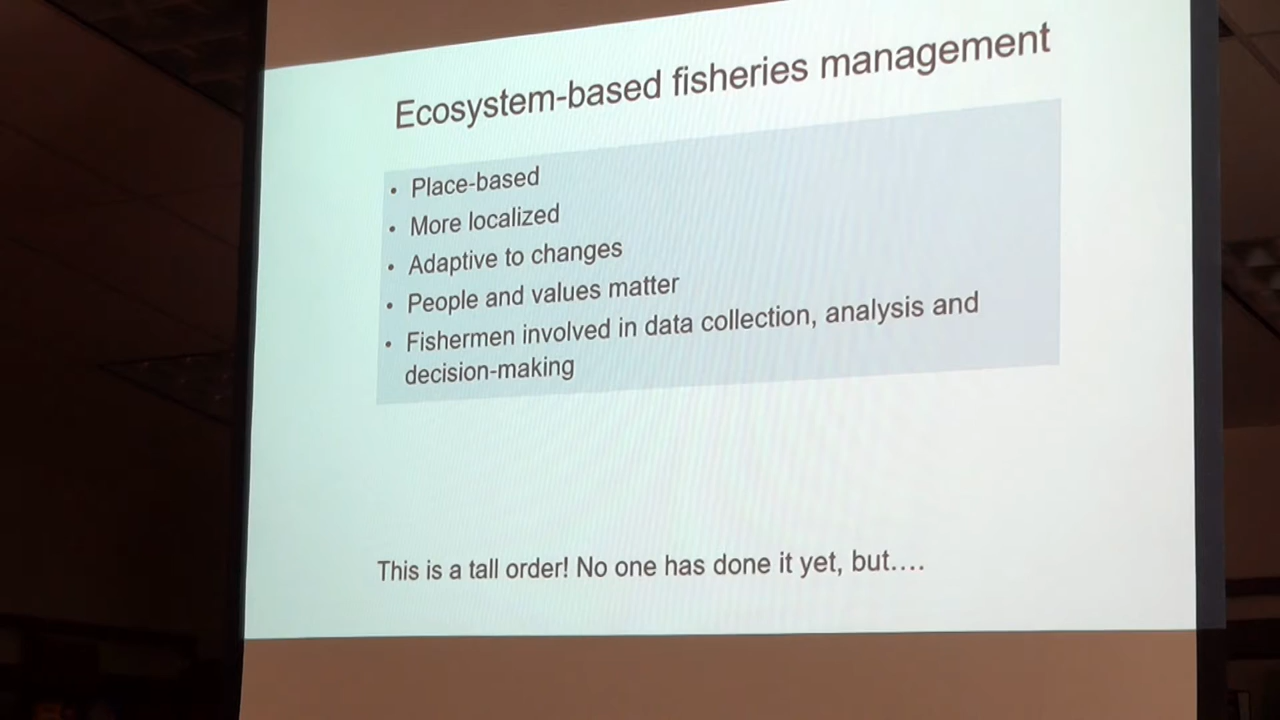 Ecosystem-based fisheries management
• Place-based
• More localized
• Adaptive to changes
• People and values matter
• Fishermen involved in data collection, analysis and
decision-making
This is a tall order! No one has done it yet, but....